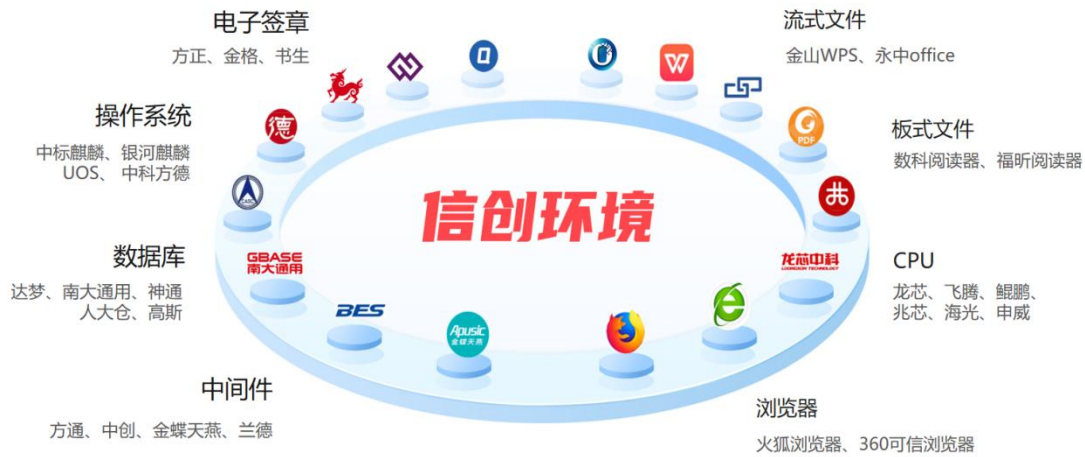 电子签章
方正、金格、书生
流式文件
金山WPS、永中office
操作系统
中标麒麟、银河麒麟
UOS、 中科方德
板式文件
数科阅读器、福昕阅读器
德
W
PDF
CASC
信创环境
数据库
达梦、南大通用、神通
人大仓、高斯
GBASE
南大通用
龙芯中科
LOONGSON TECHNOLOGY
CPU
龙芯、飞腾、鲲鹏、
兆芯、海光、申威
BES
Apusic
金蝶天燕
中间件
方通、中创、金蝶天燕、兰德
浏览器
火狐浏览器、360可信浏览器